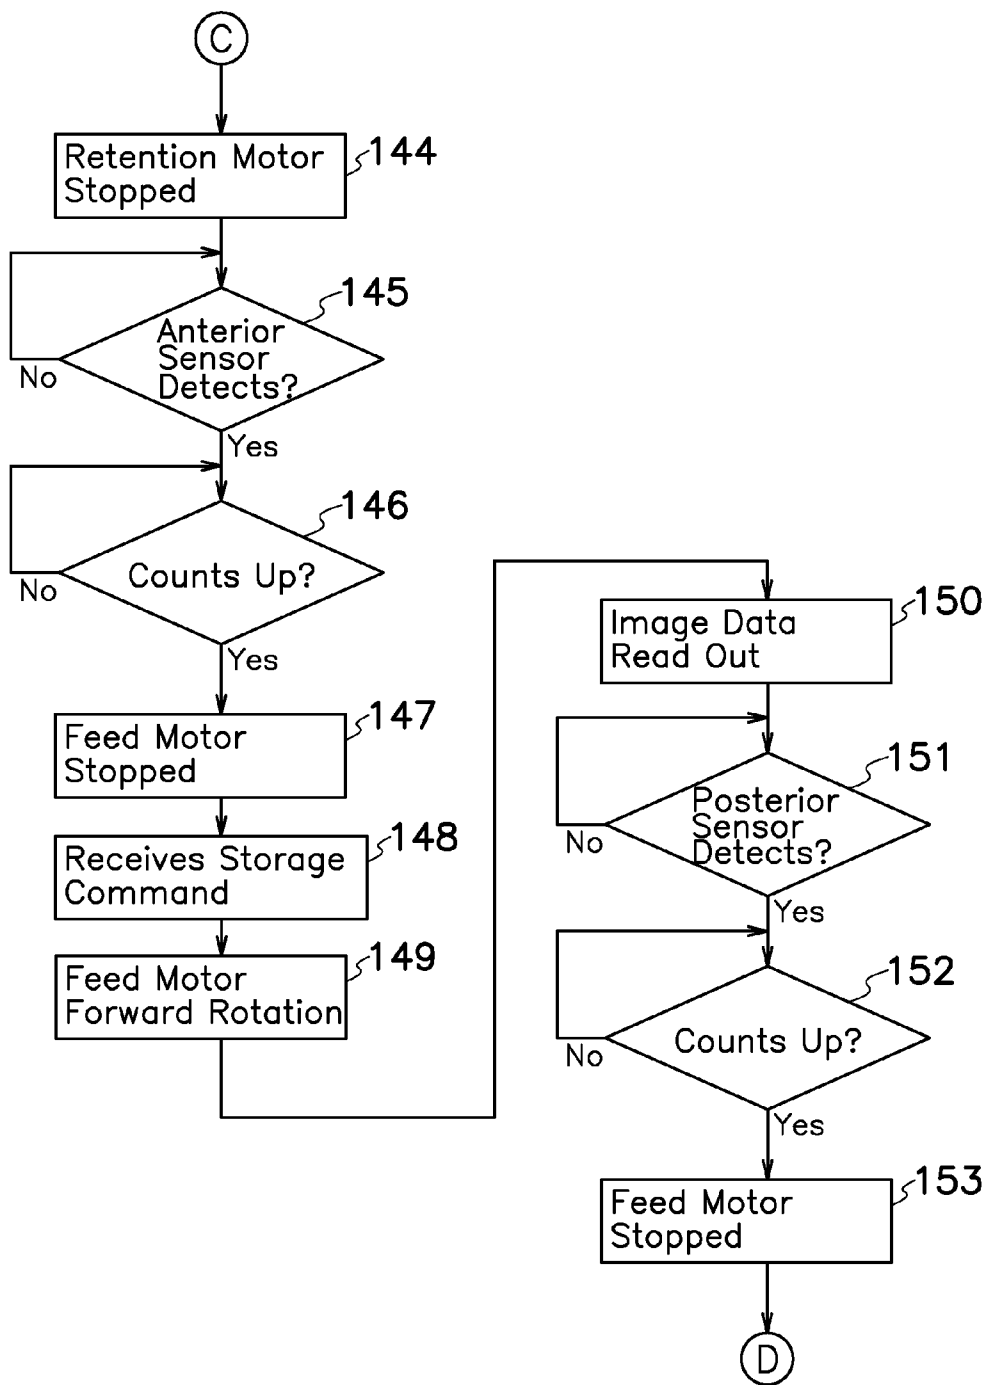 C
Retention Motor
Stopped
144
145
Anterior
Sensor
Detects?
No
Yes
146
Counts Up?
No
Yes
Feed Motor
Stopped
147
Receives Storage
Command
148
Feed Motor
Forward Rotation
149
Image Data
Read Out
150
151
Posterior
Sensor
Detects?
No
Yes
152
Counts Up?
No
Yes
Feed Motor
Stopped
153
D